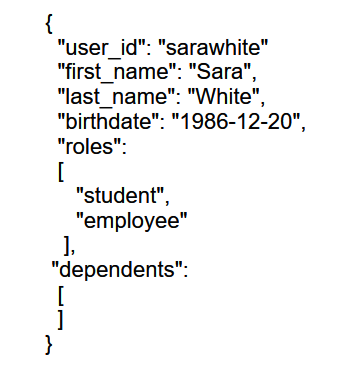 {
"user_id": "sarawhite"
"first_name": "Sara",
"last_name": "White",
"birthdate": "1986-12-20",
"roles":
[
"student",
"employee"
],
"dependents":
[
]
}